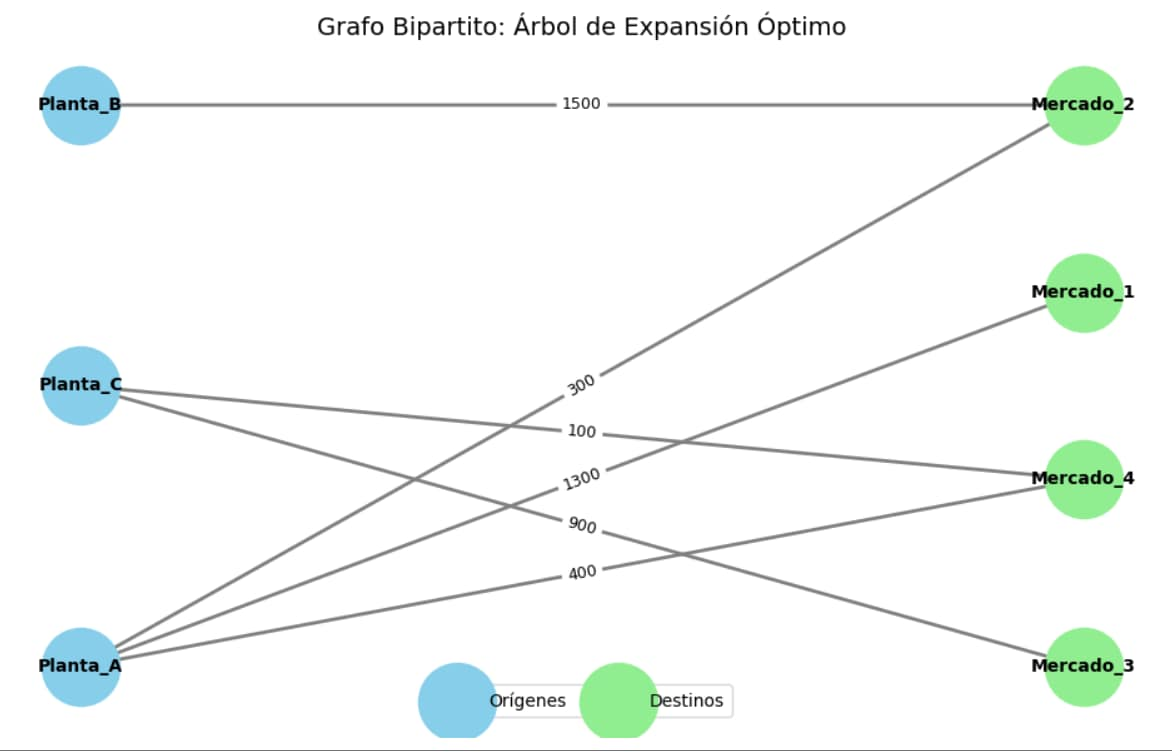 Grafo Bipartito: Árbol de Expansión Óptimo
Planta_B
1500
Mercado_2
Mercado_1
Planta_C
300
100
1300
Mercado_4
900
400
Planta_A
Mercado_3
Orígenes
Destinos